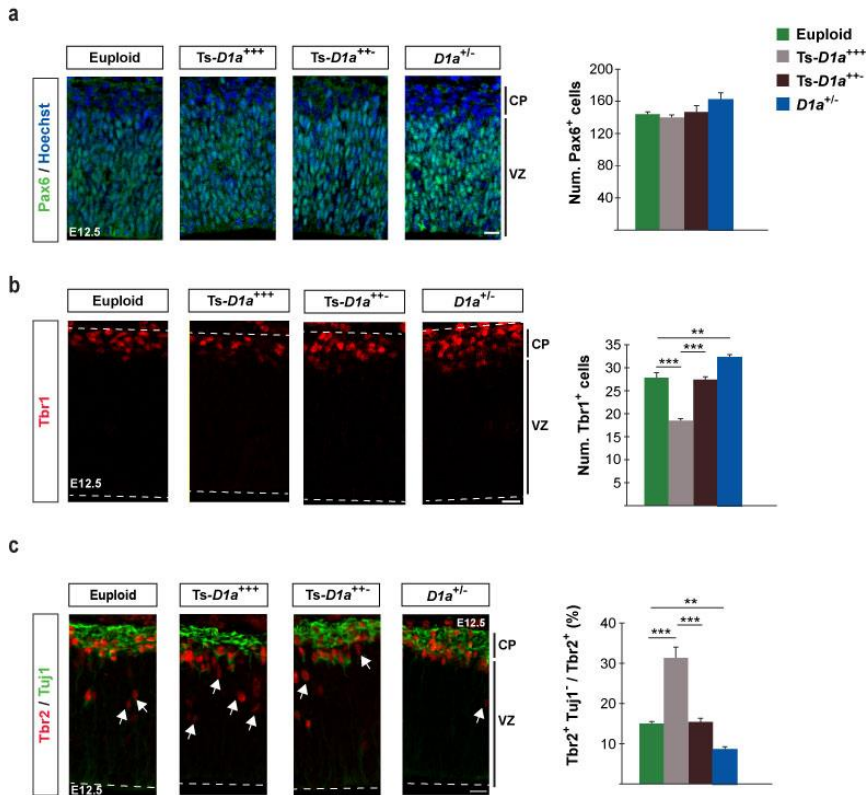 a
Euploid
Ts-D1a+++
Ts-D1a++-
D1a+/-
Pax6 / Hoechst
E12.5
CP
VZ
Num. Pax6+ cells
200
160
120
80
40
Euploid
Ts-D1a+++
Ts-D1a++-
D1a+/-
b
Euploid
Ts-D1a+++
Ts-D1a++-
D1a+/-
Tbr1
E12.5
CP
VZ
Num. Tbr1+ cells
35
30
25
20
15
10
5
**
***
***
c
Euploid
Ts-D1a+++
Ts-D1a++-
D1a+/-
Tbr2 / Tuj1
E12.5
E12.5
CP
VZ
Tbr2+ Tuj1- / Tbr2+ (%)
40
30
20
10
**
***
***